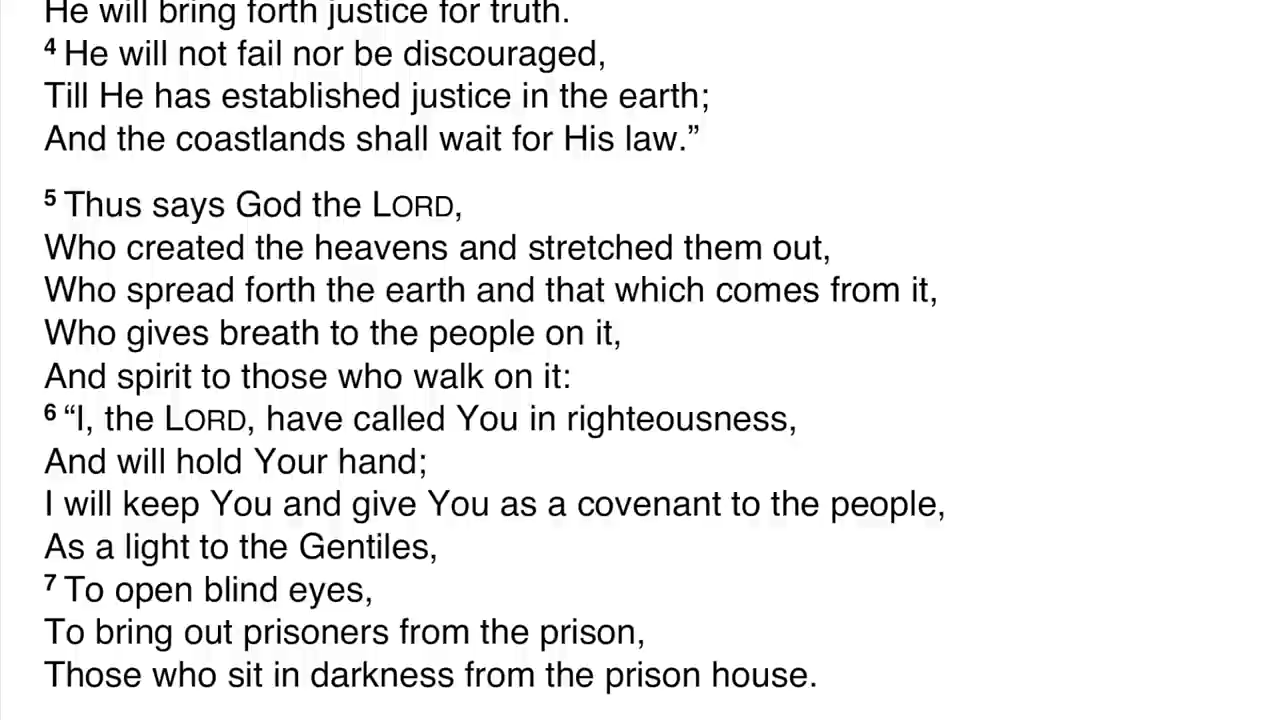 He will bring forth justice for truth.
4 He will not fail nor be discouraged,
Till He has established justice in the earth;
And the coastlands shall wait for His law.”
5 Thus says God the LORD,
Who created the heavens and stretched them out,
Who spread forth the earth and that which comes from it,
Who gives breath to the people on it,
And spirit to those who walk on it:
6 “I, the LORD, have called You in righteousness,
And will hold Your hand;
I will keep You and give You as a covenant to the people,
As a light to the Gentiles,
7 To open blind eyes,
To bring out prisoners from the prison,
Those who sit in darkness from the prison house.